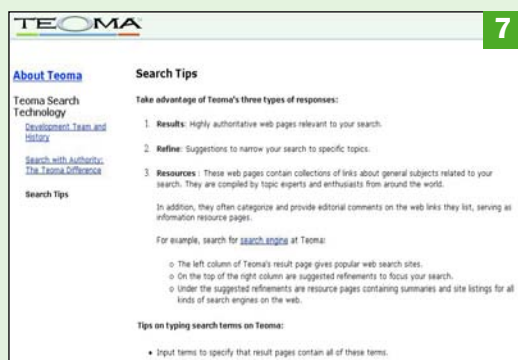 TEOMA
7
About Teoma
Teoma Search
Technology
Development Team and
History
Search with Authority:
The Teoma Difference
Search Tips
Search Tips
Take advantage of Teoma's three types of responses:
1. Results: Highly authoritative web pages relevant to your search.
2. Refine: Suggestions to narrow your search to specific topics.
3. Resources : These web pages contain collections of links about general subjects related to your
search. They are compiled by topic experts and enthusiasts from around the world.
In addition, they often categorize and provide editorial comments on the web links they list, serving as
information resource pages.
For example, search for search engine at Teoma:
o The left column of Teoma's result page gives popular web search sites.
o On the top of the right column are suggested refinements to focus your search.
o Under the suggested refinements are resource pages containing summaries and site listings for all
kinds of search engines on the web.
Tips on typing search terms on Teoma:
• Input terms to specify that result pages contain all of these terms.